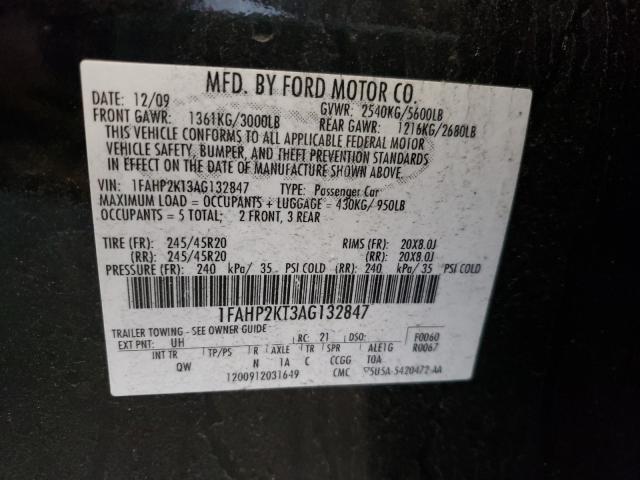 MFD. BY FORD MOTOR CO.
DATE: 12/09 GVWR: 2540KG/5600LB
FRONT GAWR: 1361KG/3000LB REAR GAWR: 1216KG/2680LB
THIS VEHICLE CONFORMS TO ALL APPLICABLE FEDERAL MOTOR
VEHICLE SAFETY, BUMPER, AND THEFT PREVENTION STANDARDS
IN EFFECT ON THE DATE OF MANUFACTURE SHOWN ABOVE.
VIN: 1FAHP2KT3AG132847 TYPE: Passenger Car
MAXIMUM LOAD = OCCUPANTS + LUGGAGE = 430KG/950LB
OCCUPANTS = 5 TOTAL; 2 FRONT, 3 REAR
TIRE (FR): 245/45R20 RIMS (FR): 20X8.0J
(RR): 245/45R20 (RR): 20X8.0J
PRESSURE (FR): 240 kPa/ 35 PSI COLD (RR): 240 kPa/ 35 PSI COLD
1FAHP2KT3AG132847
TRAILER TOWING - SEE OWNER GUIDE
EXT PNT: UH RC: 21 DSO: F0060
INT TR TP/PS R AXLE TR SPR ALE1G R0067
QW N 1A C CCGG TOA
1200912031649 CMC 5U5A-5420472-AA